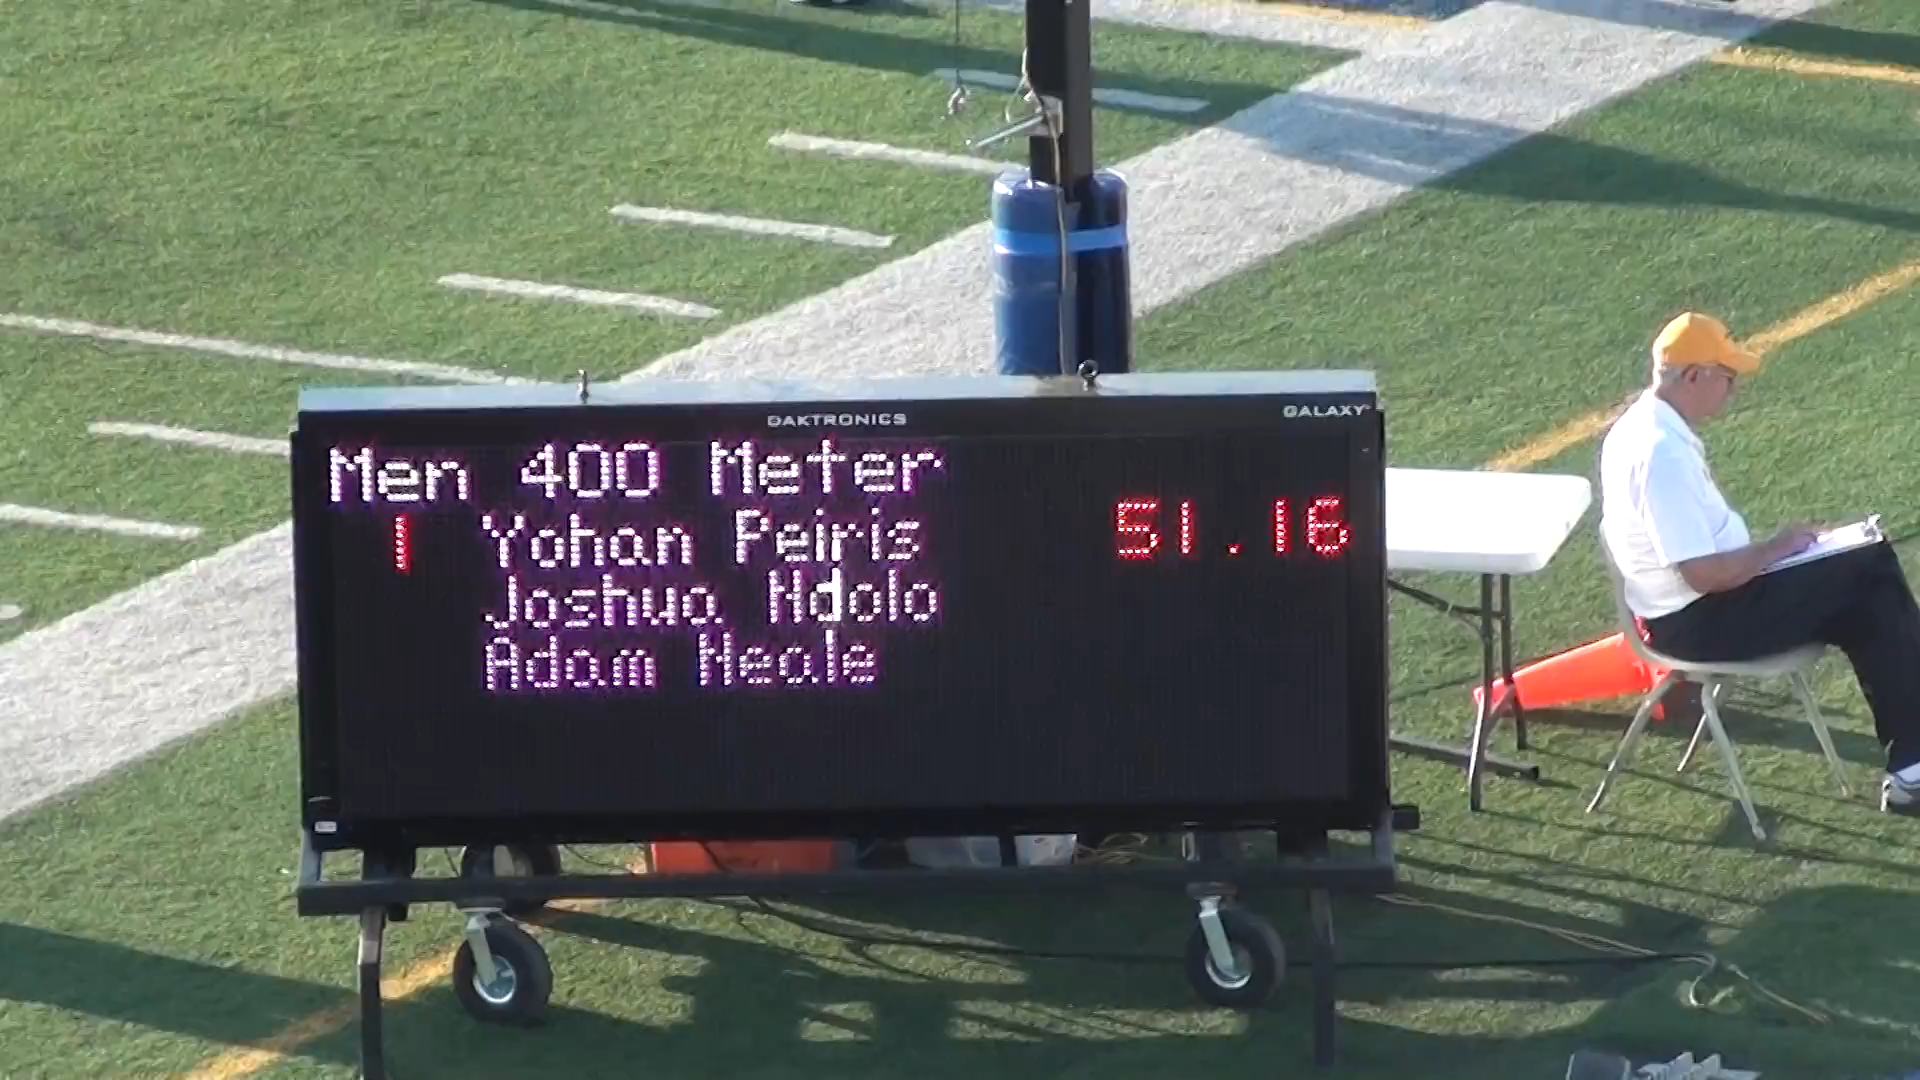 DAKTRONICS GALAXY
Men 400 Meter
1 Yohan Peiris 51.16
Joshua Ndolo
Adam Neale